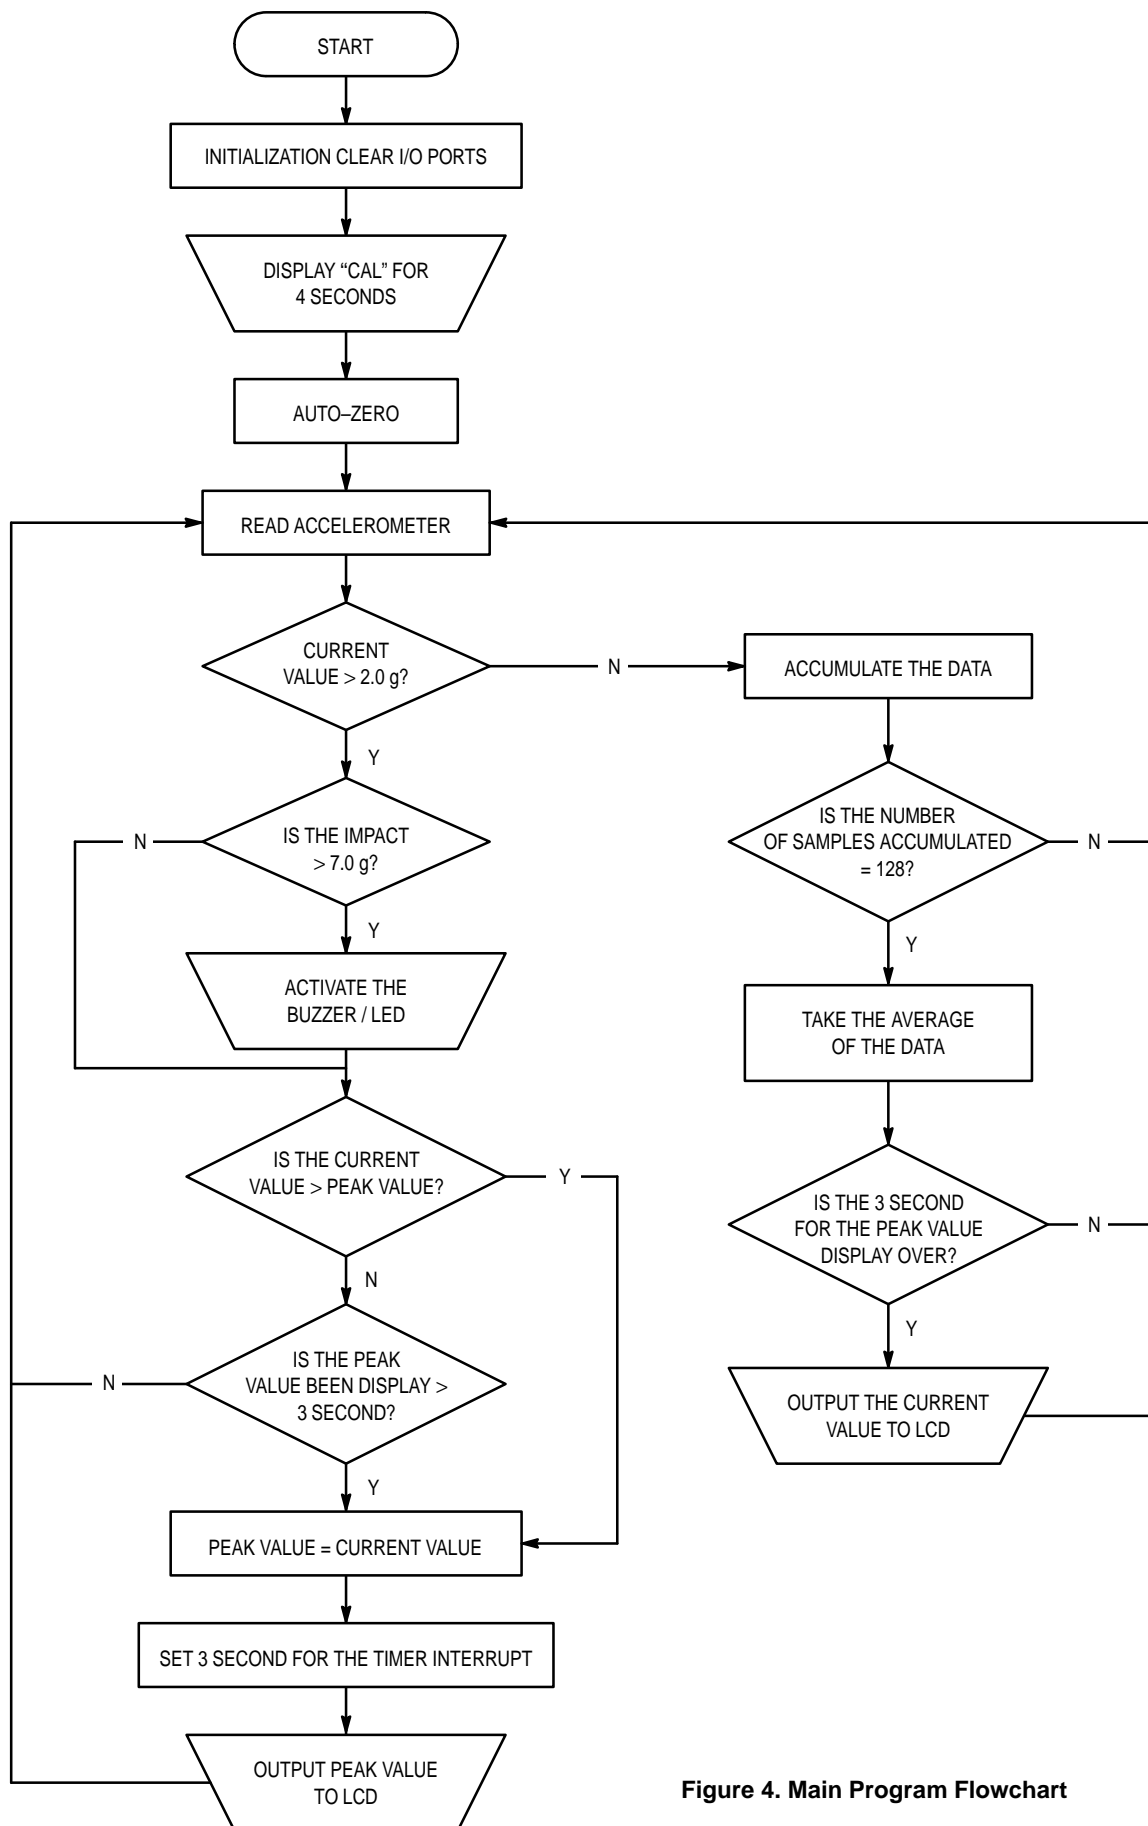 START
INITIALIZATION CLEAR I/O PORTS
DISPLAY “CAL” FOR
4 SECONDS
AUTO–ZERO
READ ACCELEROMETER
CURRENT
VALUE > 2.0 g?
N
Y
IS THE IMPACT
> 7.0 g?
N
Y
ACTIVATE THE
BUZZER / LED
IS THE CURRENT
VALUE > PEAK VALUE?
Y
N
IS THE PEAK
VALUE BEEN DISPLAY >
3 SECOND?
N
Y
PEAK VALUE = CURRENT VALUE
SET 3 SECOND FOR THE TIMER INTERRUPT
OUTPUT PEAK VALUE
TO LCD
ACCUMULATE THE DATA
IS THE NUMBER
OF SAMPLES ACCUMULATED
= 128?
N
Y
TAKE THE AVERAGE
OF THE DATA
IS THE 3 SECOND
FOR THE PEAK VALUE
DISPLAY OVER?
N
Y
OUTPUT THE CURRENT
VALUE TO LCD
Figure 4. Main Program Flowchart